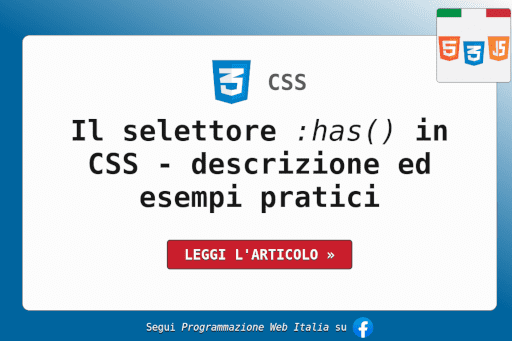 CSS
Il selettore :has() in
CSS - descrizione ed
esempi pratici
LEGGI L'ARTICOLO »
Segui Programmazione Web Italia su